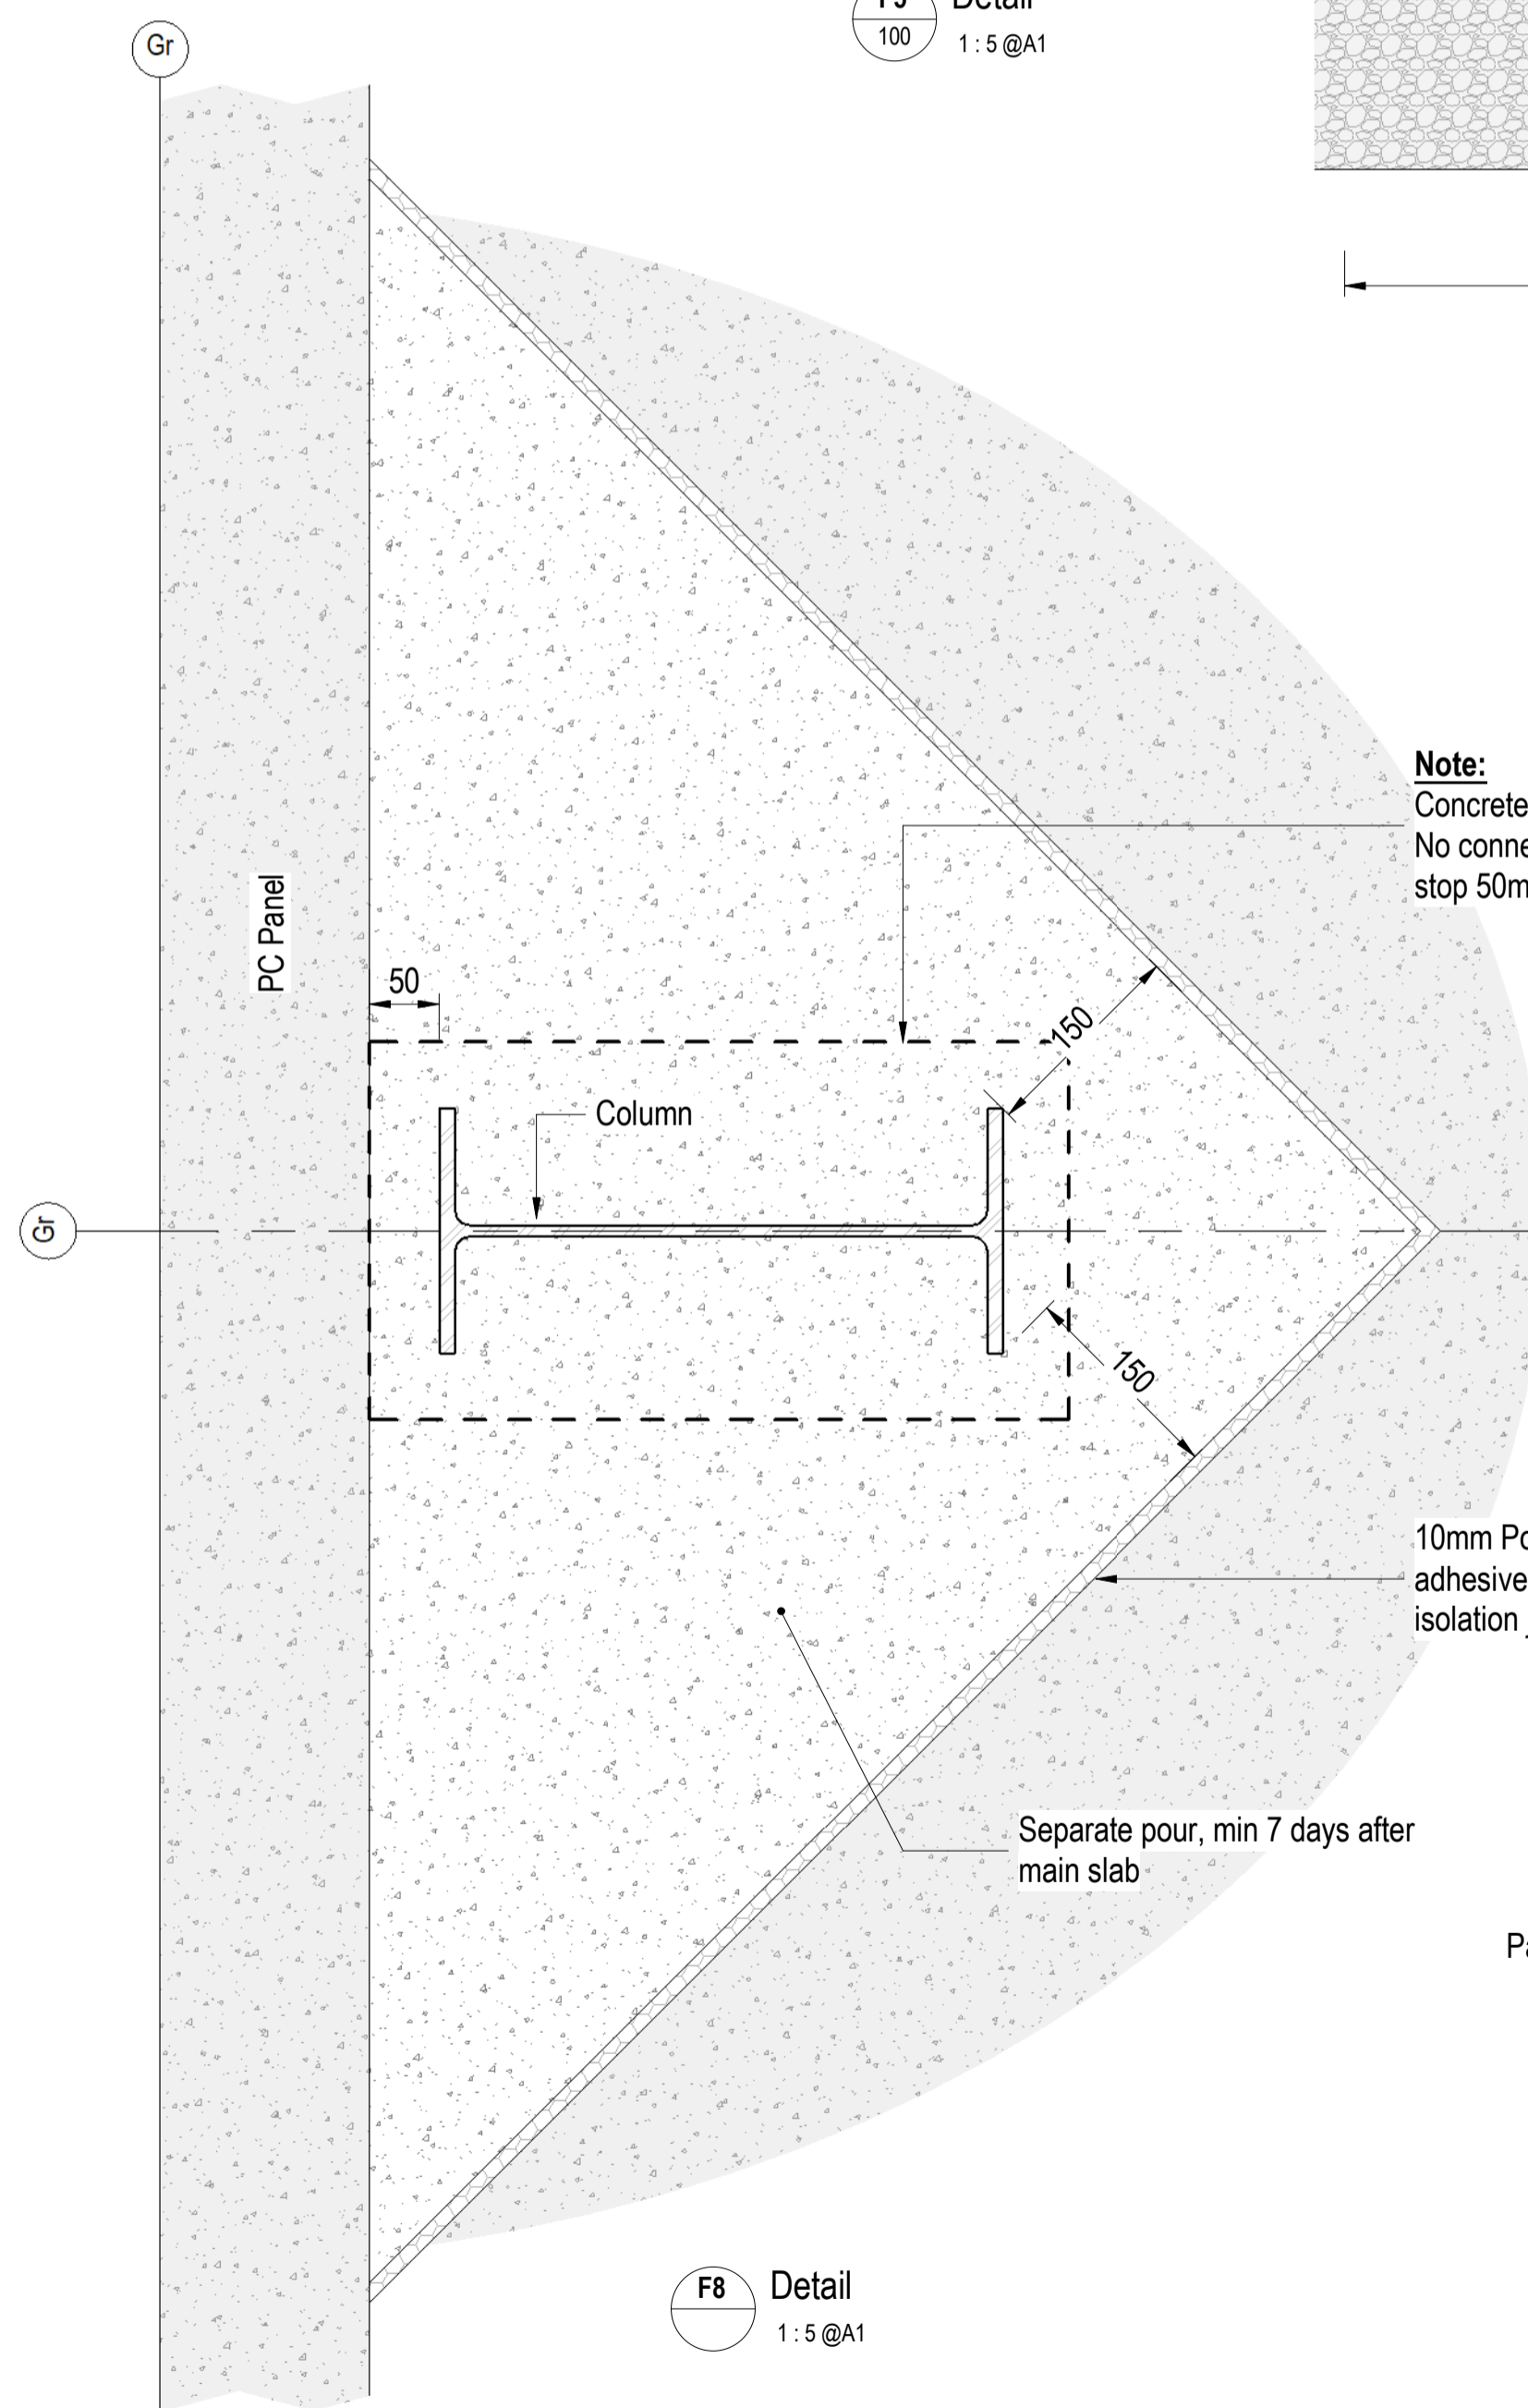 Detail
100
1 : 5 @A1
Gr
Note:
Concrete
No conne
stop 50m
PC Panel
50
150
Column
Gr
150
10mm Po
adhesive
isolation
Separate pour, min 7 days after
main slab
Pa
F8
Detail
1 : 5 @A1